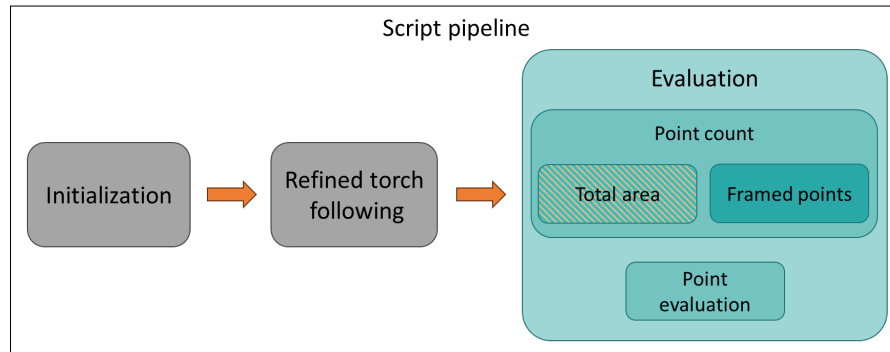 Script pipeline
Initialization
Refined torch
following
Evaluation
Point count
Total area
Framed points
Point
evaluation